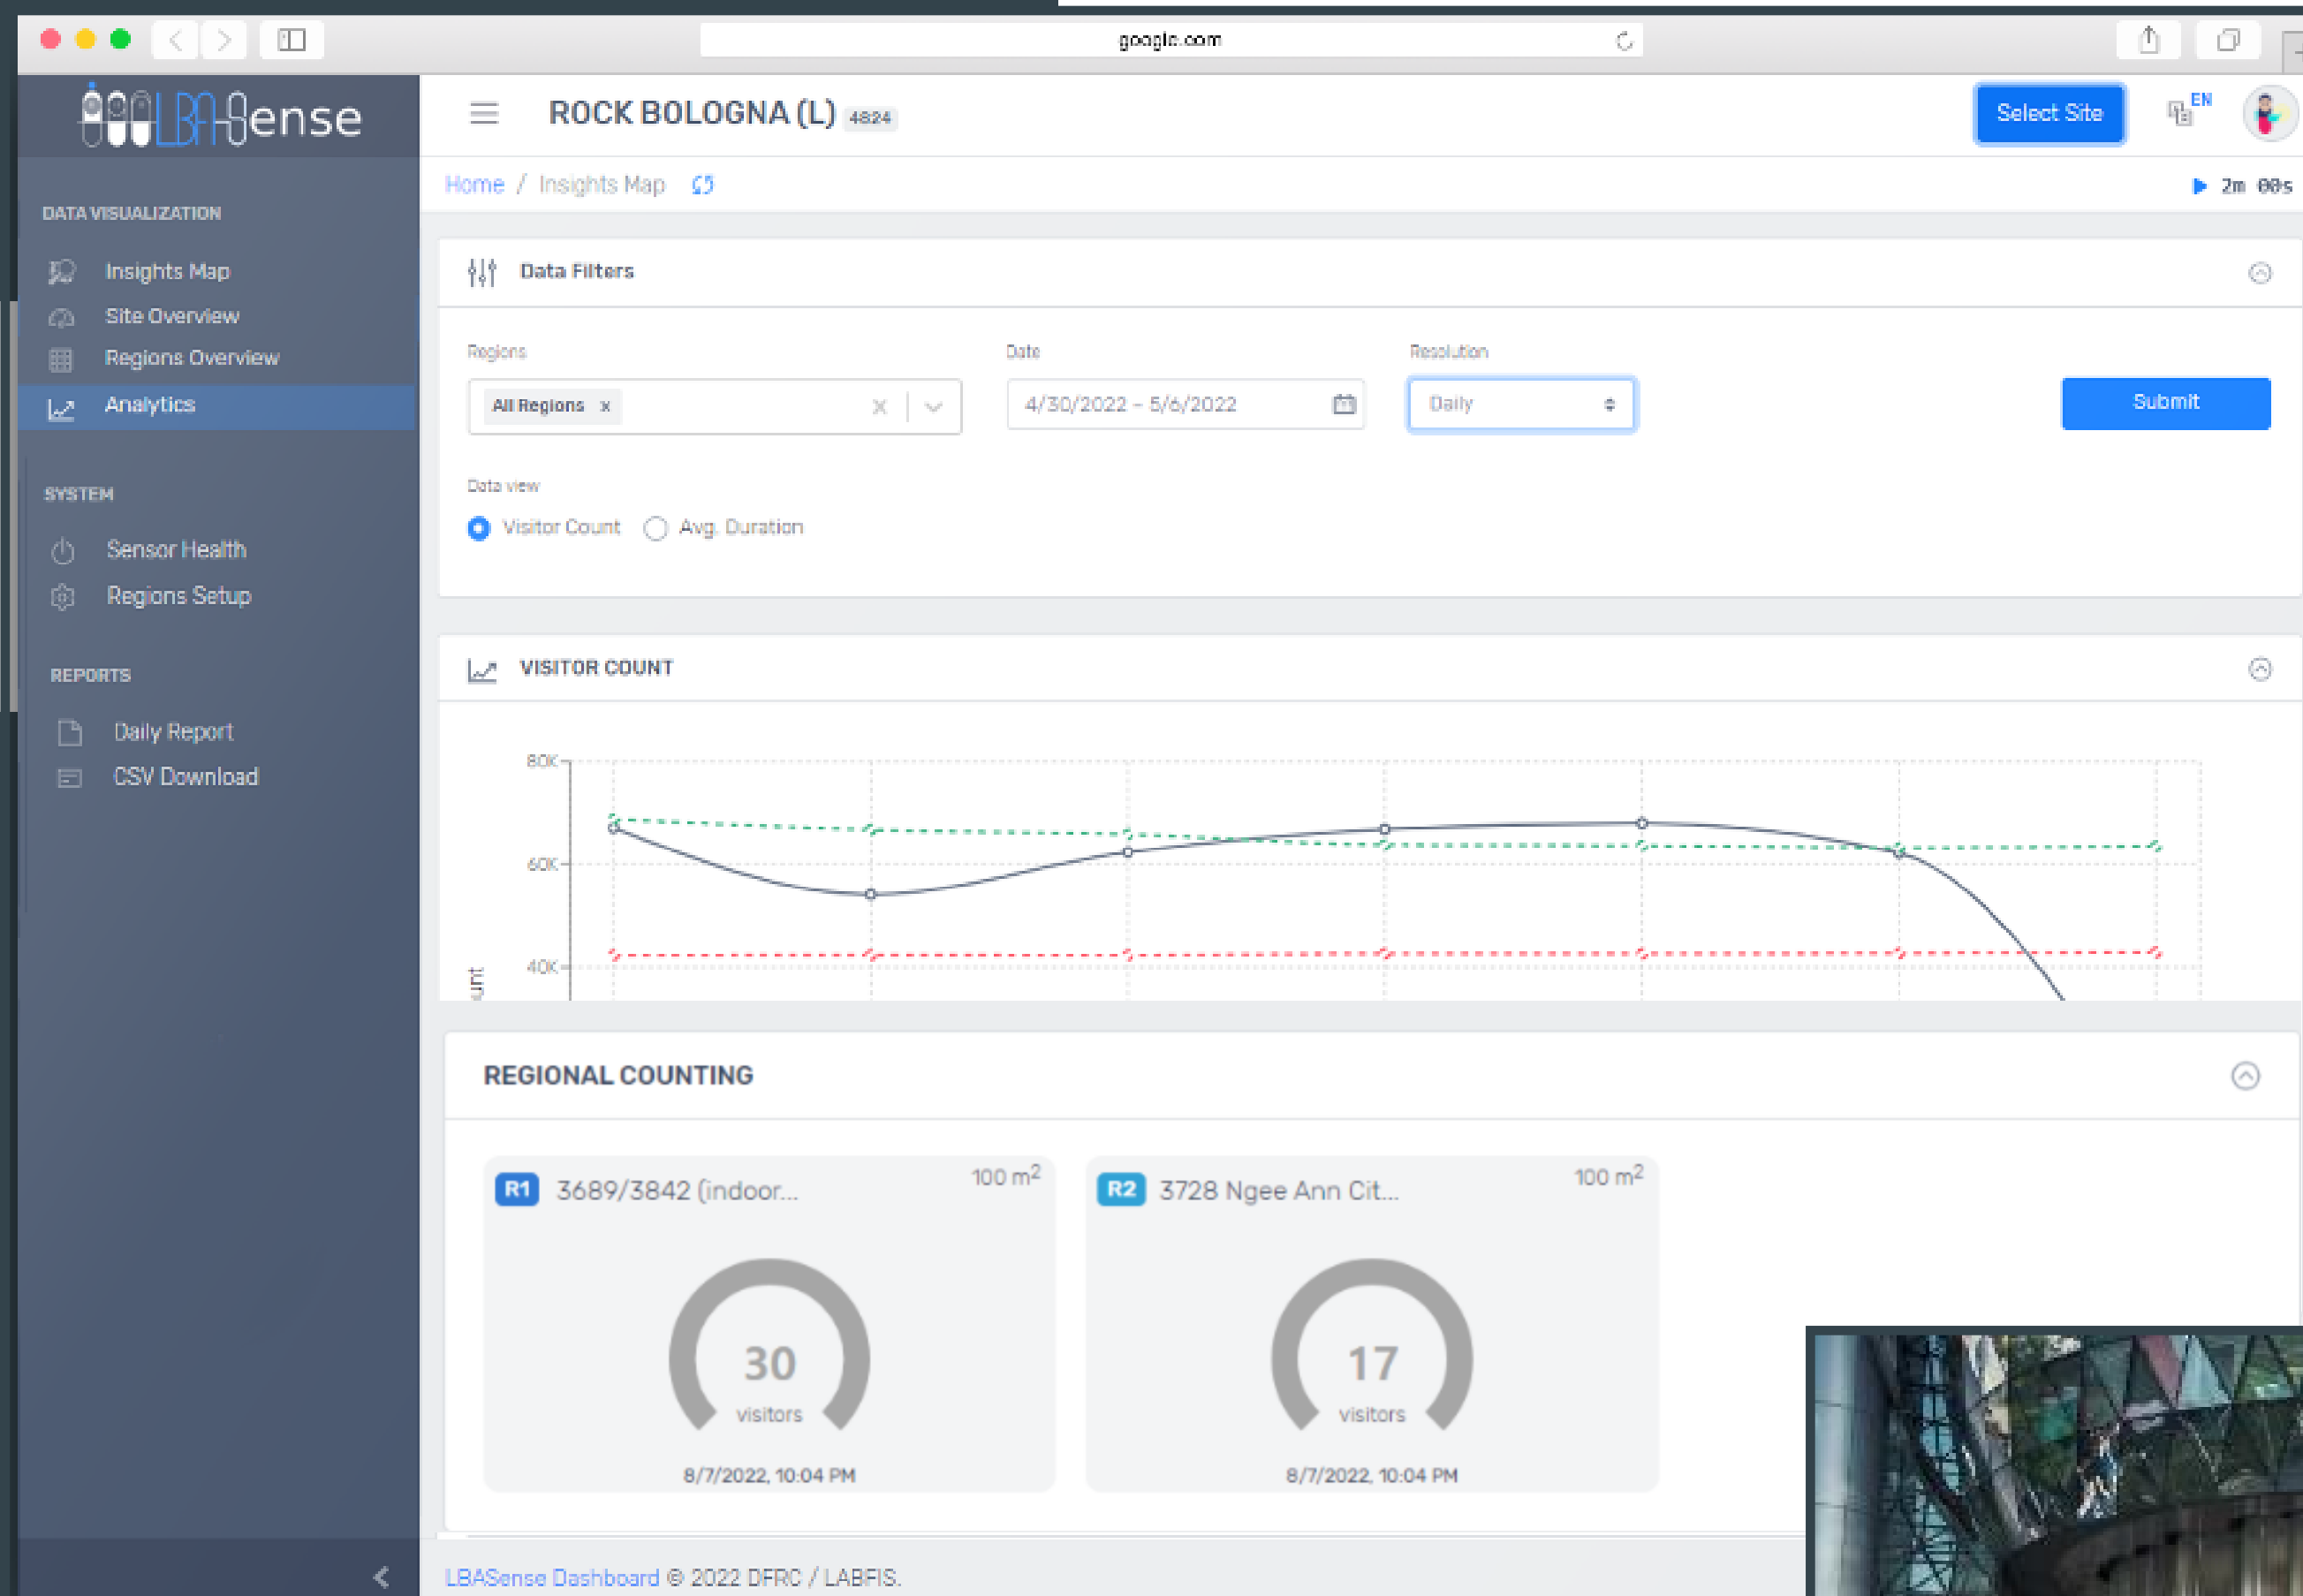 google.com
LBASense
ROCK BOLOGNA (L) 4824
Select Site
EN
Home / Insights Map
2m 00s
DATA VISUALIZATION
Insights Map
Site Overview
Regions Overview
Analytics
SYSTEM
Sensor Health
Regions Setup
REPORTS
Daily Report
CSV Download
Data Filters
Regions
Date
Resolution
All Regions x
4/30/2022 - 5/6/2022
Daily
Submit
Data view
Visitor Count
Avg. Duration
VISITOR COUNT
80K
60K
40K
unt
REGIONAL COUNTING
R1 3689/3842 (indoor... 100 m²
30
visitors
8/7/2022, 10:04 PM
R2 3728 Ngee Ann Cit... 100 m²
17
visitors
8/7/2022, 10:04 PM
LBASense Dashboard © 2022 DFRC / LABFIS.